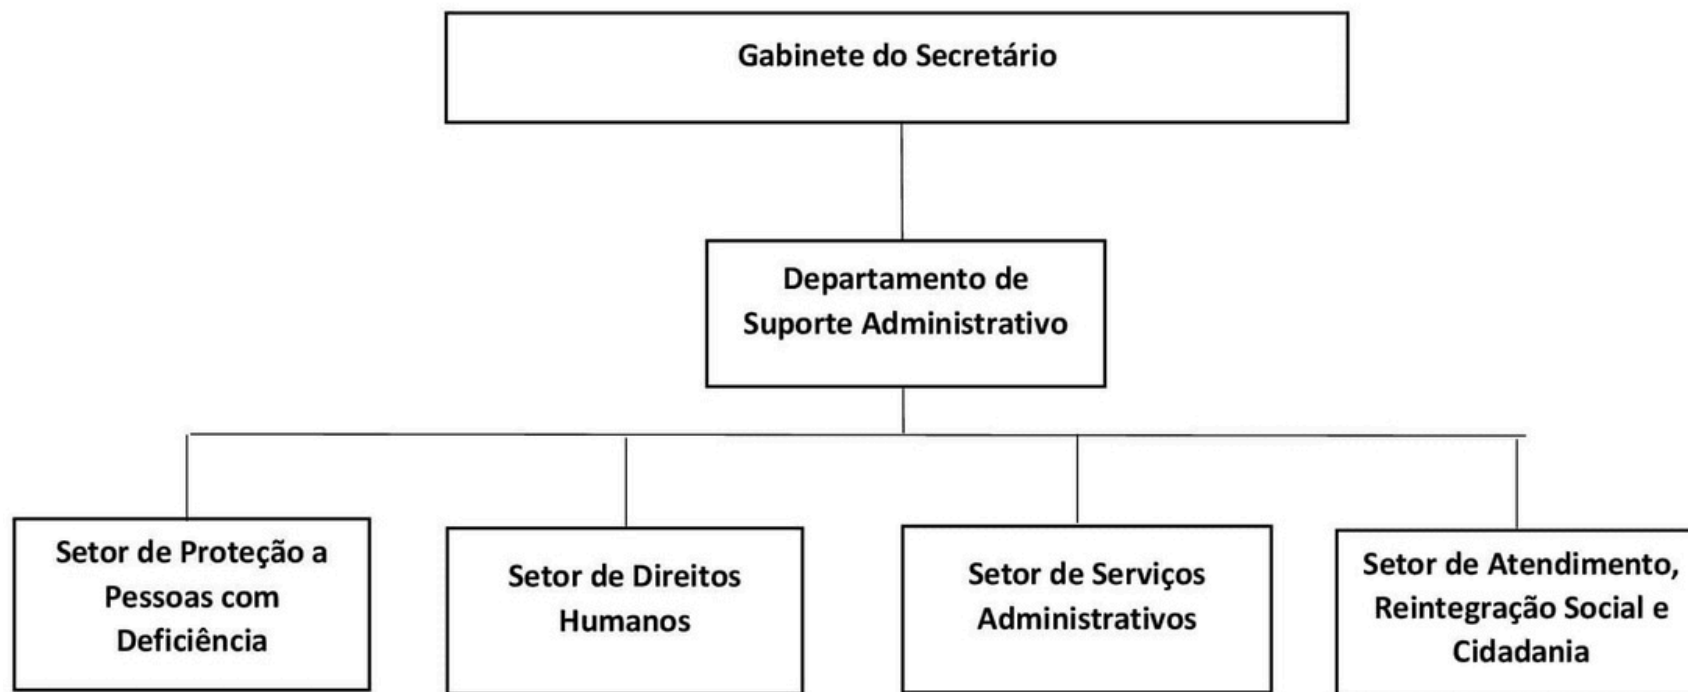 Gabinete do Secretário
Departamento de
Suporte Administrativo
Setor de Proteção a
Pessoas com
Deficiência
Setor de Direitos
Humanos
Setor de Serviços
Administrativos
Setor de Atendimento,
Reintegração Social e
Cidadania